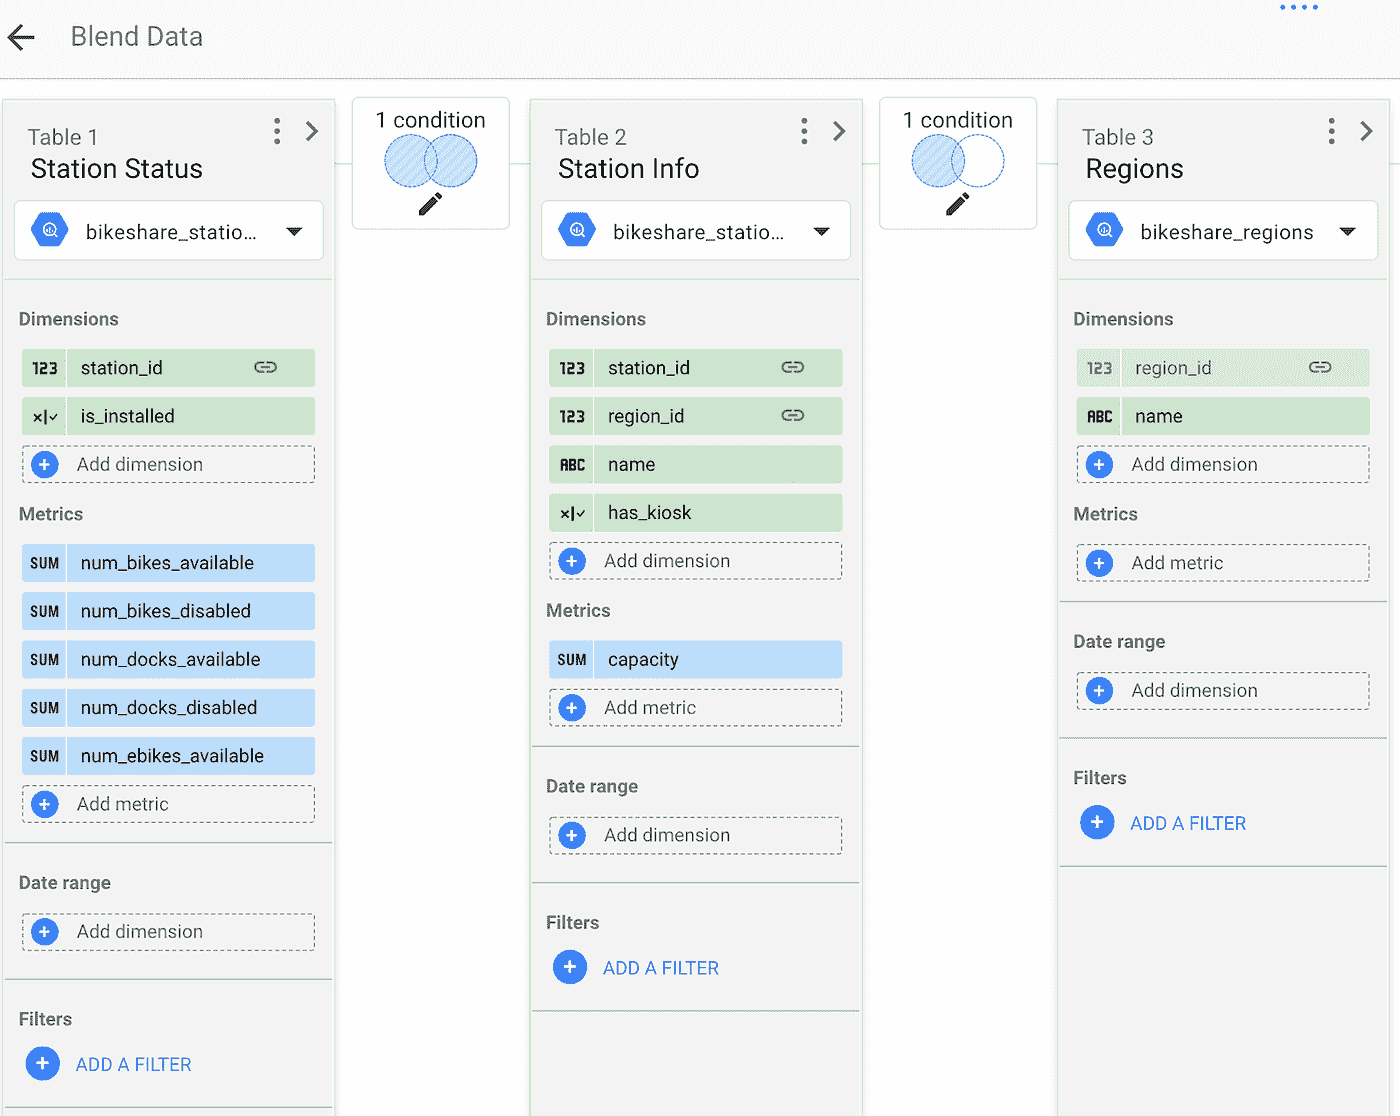 Blend Data
Table 1
Station Status
bikeshare_statio...
Dimensions
123 station_id
is_installed
Add dimension
Metrics
SUM num_bikes_available
SUM num_bikes_disabled
SUM num_docks_available
SUM num_docks_disabled
SUM num_ebikes_available
Add metric
Date range
Add dimension
Filters
ADD A FILTER
1 condition
Table 2
Station Info
bikeshare_statio...
Dimensions
123 station_id
123 region_id
ABC name
has_kiosk
Add dimension
Metrics
SUM capacity
Add metric
Date range
Add dimension
Filters
ADD A FILTER
1 condition
Table 3
Regions
bikeshare_regions
Dimensions
123 region_id
ABC name
Add dimension
Metrics
Add metric
Date range
Add dimension
Filters
ADD A FILTER